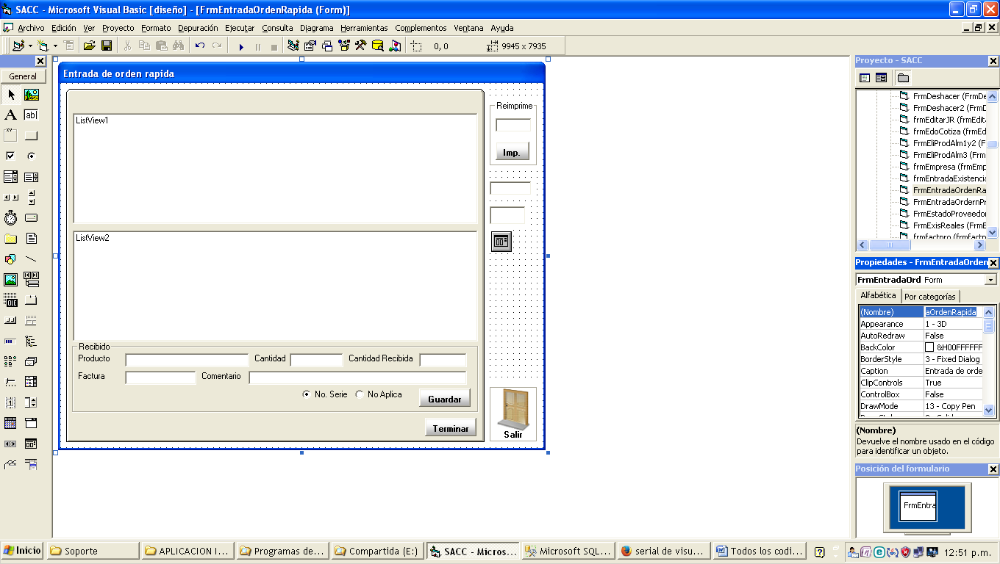 SACC - Microsoft Visual Basic [diseño] - [FrmEntradaOrdenRapida (Form)]
Archivo Edición Ver Proyecto Formato Depuración Ejecutar Consulta Diagrama Herramientas Complementos Ventana Ayuda
0, 0 9945 x 7935
General
A ab|
xy
OLE
Entrada de orden rapida
ListView1
ListView2
Reimprime
Imp.
Recibido
Producto Cantidad Cantidad Recibida
Factura Comentario
No. Serie No Aplica Guardar
Terminar
Salir
Proyecto - SACC
FrmDeshacer (FrmDe
FrmDeshacer2 (FrmD
frmEditarJR (frmEdit
frmEdoCotiza (frmEd
FrmEliProdAlm1y2 (F
FrmEliProdAlm3 (Frm
frmEmpresa (frmEmp
frmEntradaExistencia
FrmEntradaOrdenRa
FrmEntradaOrdernPr
FrmEstadoProveedo
FrmExisReales (FrmE
frmfactpro (frmfactp
Propiedades - FrmEntradaOrden
FrmEntradaOrd Form
Alfabética Por categorías
(Nombre) aOrdenRapida
Appearance 1 - 3D
AutoRedraw False
BackColor &H00FFFFFF
BorderStyle 3 - Fixed Dialog
Caption Entrada de orde
ClipControls True
ControlBox False
DrawMode 13 - Copy Pen
(Nombre)
Devuelve el nombre usado en el código
para identificar un objeto.
Posición del formulario
FrmEntra
Inicio Soporte APLICACION I... Programas de... Compartida (E:) SACC - Micros... Microsoft SQL... serial de visu... Todos los codi... 12:51 p.m.